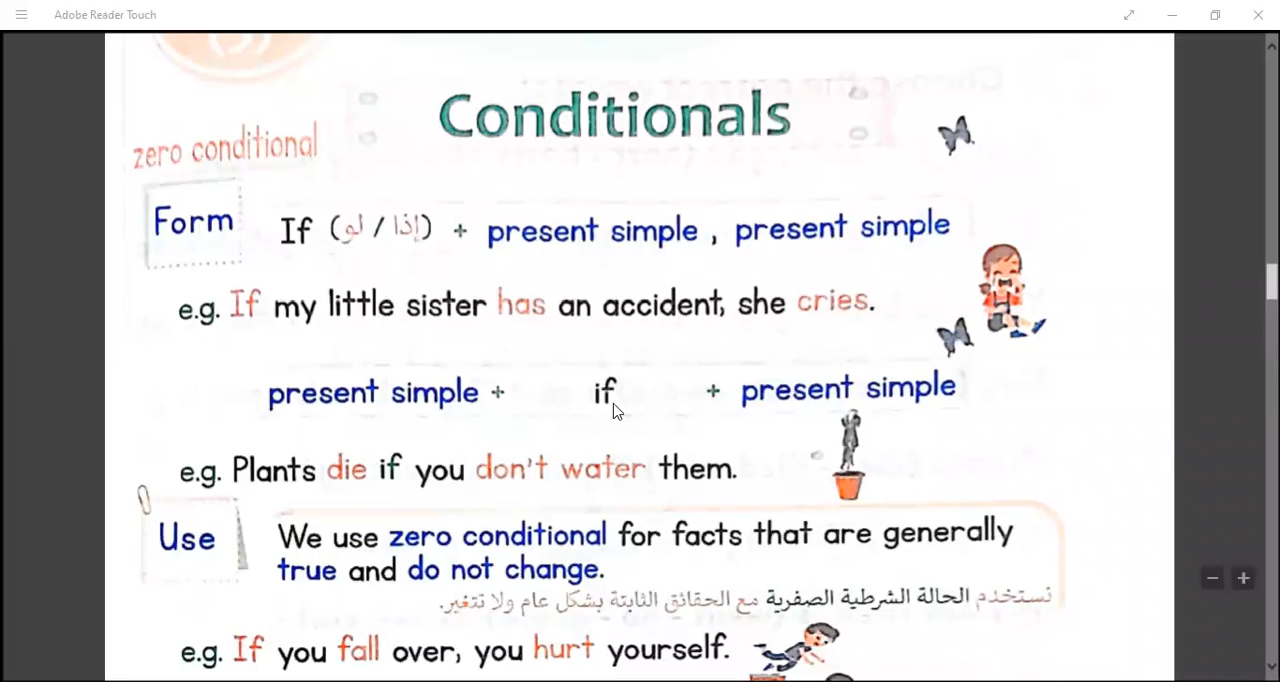 Adobe Reader Touch
Conditionals
zero conditional
Form If (إذا / لو) + present simple , present simple
e.g. If my little sister has an accident, she cries.
present simple + if + present simple
e.g. Plants die if you don't water them.
Use We use zero conditional for facts that are generally
true and do not change.
نستخدم الحالة الشرطية الصفرية مع الحقائق الثابتة بشكل عام ولا تتغير.
e.g. If you fall over, you hurt yourself.